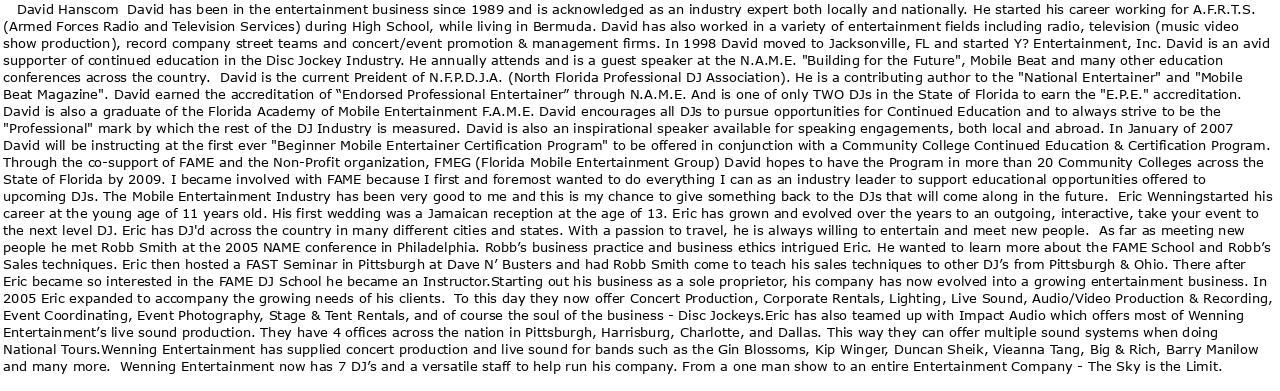 David Hanscom  David has been in the entertainment business since 1989 and is acknowledged as an industry expert both locally and nationally. He started his career working for A.F.R.T.S.
(Armed Forces Radio and Television Services) during High School, while living in Bermuda. David has also worked in a variety of entertainment fields including radio, television (music video
show production), record company street teams and concert/event promotion & management firms. In 1998 David moved to Jacksonville, FL and started Y? Entertainment, Inc. David is an avid
supporter of continued education in the Disc Jockey Industry. He annually attends and is a guest speaker at the N.A.M.E. "Building for the Future", Mobile Beat and many other education
conferences across the country.  David is the current Preident of N.F.P.D.J.A. (North Florida Professional DJ Association). He is a contributing author to the "National Entertainer" and "Mobile
Beat Magazine". David earned the accreditation of “Endorsed Professional Entertainer” through N.A.M.E. And is one of only TWO DJs in the State of Florida to earn the "E.P.E." accreditation.
David is also a graduate of the Florida Academy of Mobile Entertainment F.A.M.E. David encourages all DJs to pursue opportunities for Continued Education and to always strive to be the
"Professional" mark by which the rest of the DJ Industry is measured. David is also an inspirational speaker available for speaking engagements, both local and abroad. In January of 2007
David will be instructing at the first ever "Beginner Mobile Entertainer Certification Program" to be offered in conjunction with a Community College Continued Education & Certification Program.
Through the co-support of FAME and the Non-Profit organization, FMEG (Florida Mobile Entertainment Group) David hopes to have the Program in more than 20 Community Colleges across the
State of Florida by 2009. I became involved with FAME because I first and foremost wanted to do everything I can as an industry leader to support educational opportunities offered to
upcoming DJs. The Mobile Entertainment Industry has been very good to me and this is my chance to give something back to the DJs that will come along in the future.  Eric Wenningstarted his
career at the young age of 11 years old. His first wedding was a Jamaican reception at the age of 13. Eric has grown and evolved over the years to an outgoing, interactive, take your event to
the next level DJ. Eric has DJ'd across the country in many different cities and states. With a passion to travel, he is always willing to entertain and meet new people.  As far as meeting new
people he met Robb Smith at the 2005 NAME conference in Philadelphia. Robb’s business practice and business ethics intrigued Eric. He wanted to learn more about the FAME School and Robb’s
Sales techniques. Eric then hosted a FAST Seminar in Pittsburgh at Dave N’ Busters and had Robb Smith come to teach his sales techniques to other DJ’s from Pittsburgh & Ohio. There after
Eric became so interested in the FAME DJ School he became an Instructor.Starting out his business as a sole proprietor, his company has now evolved into a growing entertainment business. In
2005 Eric expanded to accompany the growing needs of his clients.  To this day they now offer Concert Production, Corporate Rentals, Lighting, Live Sound, Audio/Video Production & Recording,
Event Coordinating, Event Photography, Stage & Tent Rentals, and of course the soul of the business - Disc Jockeys.Eric has also teamed up with Impact Audio which offers most of Wenning
Entertainment’s live sound production. They have 4 offices across the nation in Pittsburgh, Harrisburg, Charlotte, and Dallas. This way they can offer multiple sound systems when doing
National Tours.Wenning Entertainment has supplied concert production and live sound for bands such as the Gin Blossoms, Kip Winger, Duncan Sheik, Vieanna Tang, Big & Rich, Barry Manilow
and many more.  Wenning Entertainment now has 7 DJ’s and a versatile staff to help run his company. From a one man show to an entire Entertainment Company - The Sky is the Limit.